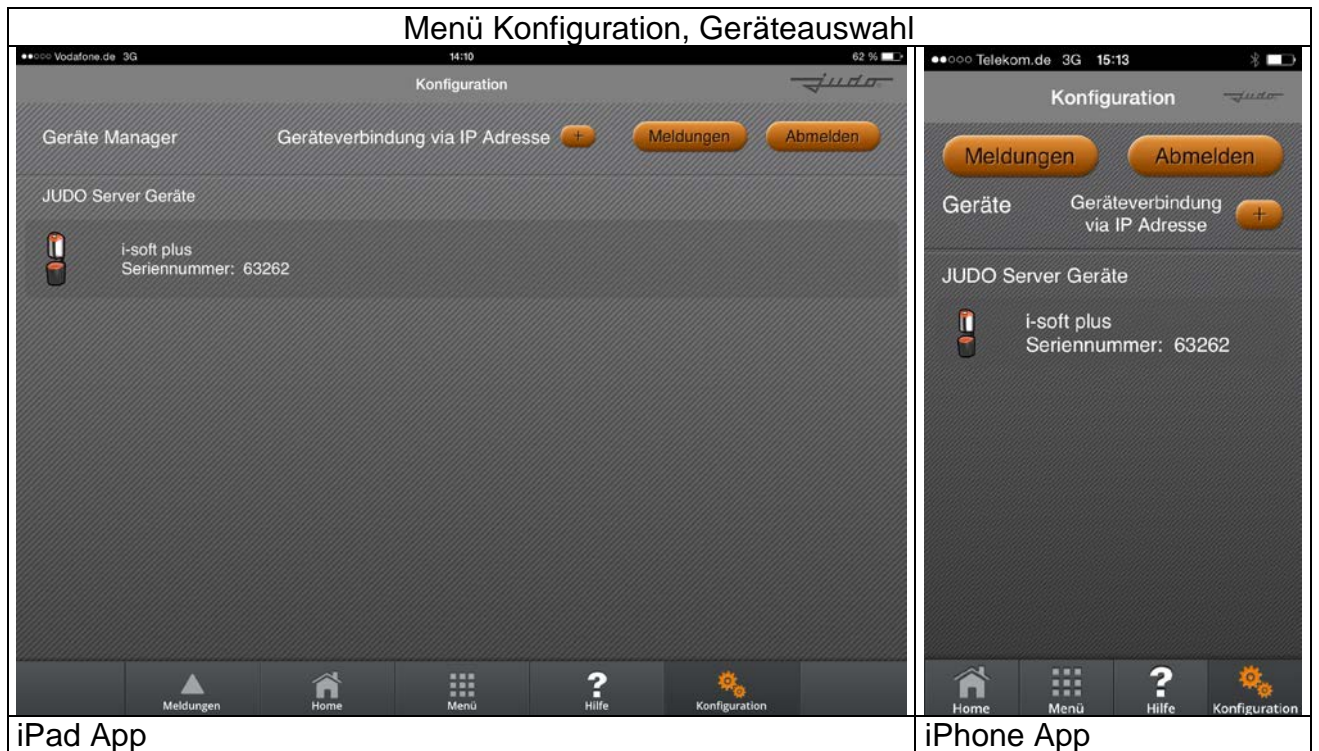 Menü Konfiguration, Geräteauswahl
Vodafone.de 3G 14:10 62 %
Konfiguration
judo
Geräte Manager Geräteverbindung via IP Adresse + Meldungen Abmelden
JUDO Server Geräte
i-soft plus
Seriennummer: 63262
Meldungen Home Menü ? Hilfe Konfiguration
iPad App
Telekom.de 3G 15:13
Konfiguration judo
Meldungen Abmelden
Geräte Geräteverbindung
via IP Adresse +
JUDO Server Geräte
i-soft plus
Seriennummer: 63262
Home Menü ? Hilfe Konfiguration
iPhone App